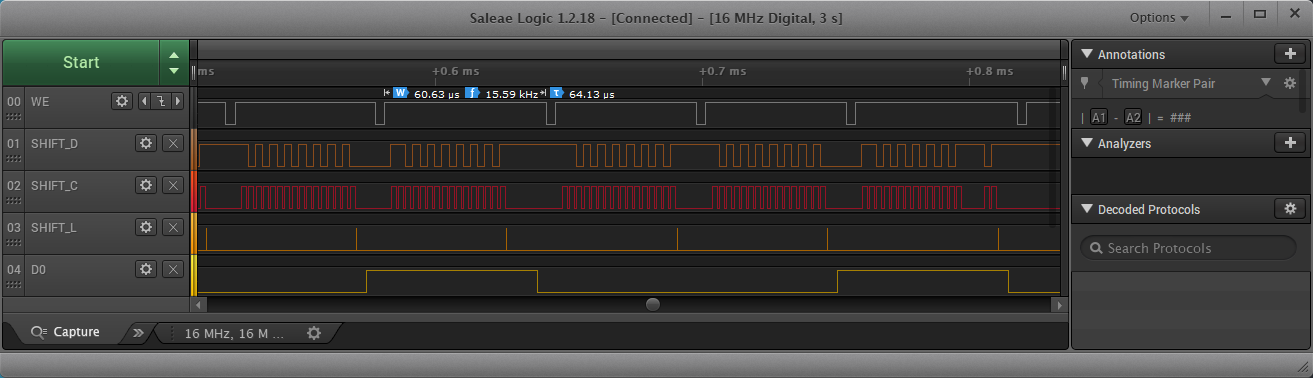 Saleae Logic 1.2.18 - [Connected] - [16 MHz Digital, 3 s]
Options
Start
ms
+0.6 ms
+0.7 ms
+0.8 ms
W 60.63 µs f 15.59 kHz τ 64.13 µs
00 WE
01 SHIFT_D
02 SHIFT_C
03 SHIFT_L
04 D0
Annotations
Timing Marker Pair
| A1 - A2 | = ###
Analyzers
Decoded Protocols
Search Protocols
Capture
16 MHz, 16 M ...